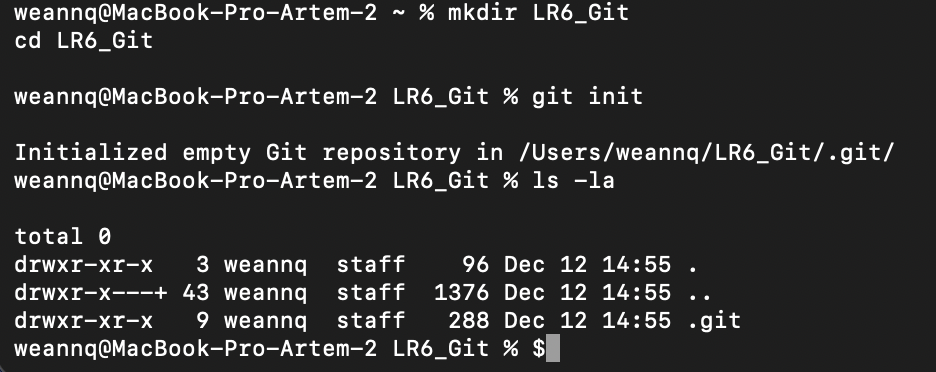 weannq@MacBook-Pro-Artem-2 ~ % mkdir LR6_Git
cd LR6_Git
weannq@MacBook-Pro-Artem-2 LR6_Git % git init
Initialized empty Git repository in /Users/weannq/LR6_Git/.git/
weannq@MacBook-Pro-Artem-2 LR6_Git % ls -la
total 0
drwxr-xr-x   3 weannq  staff    96 Dec 12 14:55 .
drwxr-x---+ 43 weannq  staff  1376 Dec 12 14:55 ..
drwxr-xr-x   9 weannq  staff   288 Dec 12 14:55 .git
weannq@MacBook-Pro-Artem-2 LR6_Git % $